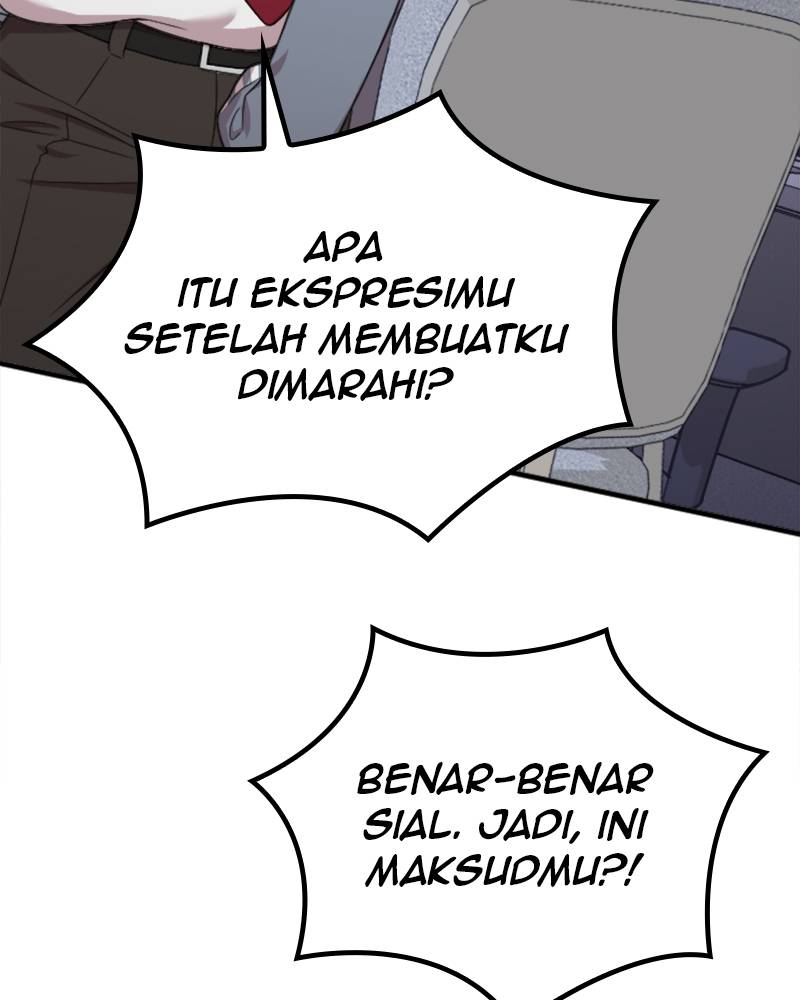 APA
ITU EKSPRESIMU
SETELAH MEMBUATKU
DIMARAHI?
BENAR-BENAR
SIAL. JADI, INI
MAKSUDMU?!